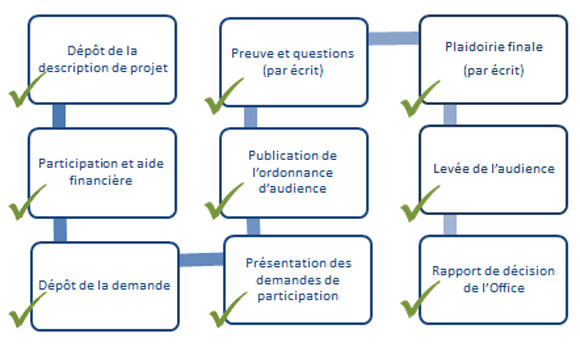 Dépôt de la
description de projet
Participation et aide
financière
Dépôt de la demande
Présentation des
demandes de
participation
Publication de
l'ordonnance
d'audience
Preuve et questions
(par écrit)
Plaidoirie finale
(par écrit)
Levée de l'audience
Rapport de décision
de l'Office